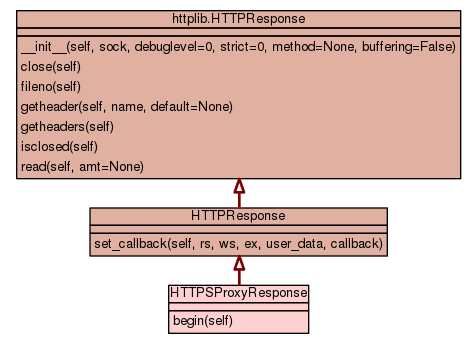 httplib.HTTPResponse
__init__(self, sock, debuglevel=0, strict=0, method=None, buffering=False)
close(self)
fileno(self)
getheader(self, name, default=None)
getheaders(self)
isclosed(self)
read(self, amt=None)
HTTPResponse
set_callback(self, rs, ws, ex, user_data, callback)
HTTPSProxyResponse
begin(self)